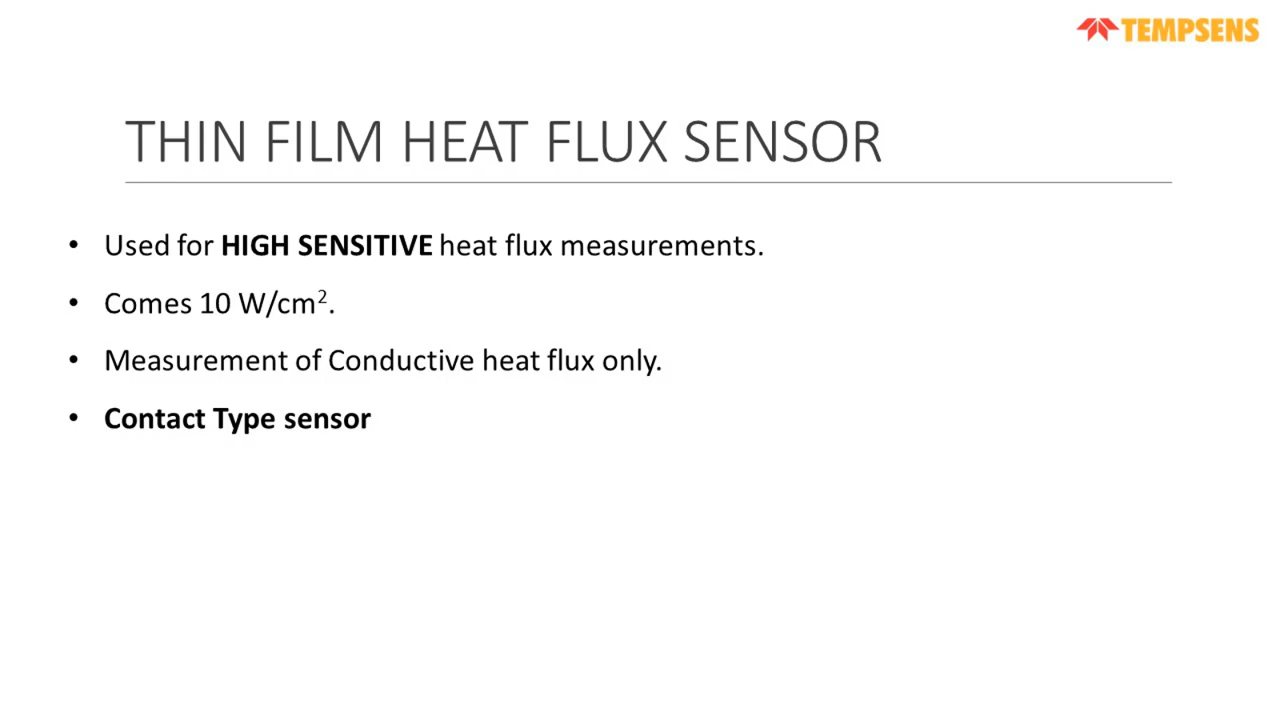 TEMPSENS
THIN FILM HEAT FLUX SENSOR
• Used for HIGH SENSITIVE heat flux measurements.
• Comes 10 W/cm².
• Measurement of Conductive heat flux only.
• Contact Type sensor